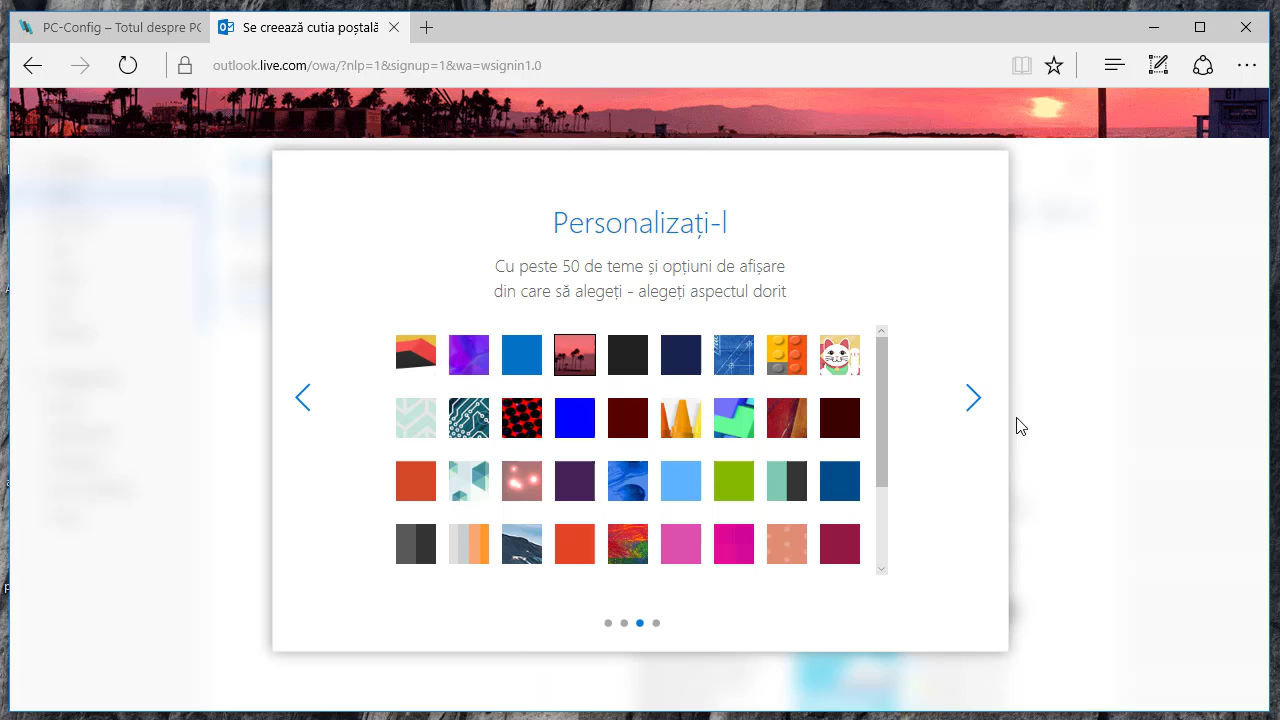 PC-Config – Totul despre PC
Se creează cutia poștală
outlook.live.com/owa/?nlp=1&signup=1&wa=wsignin1.0
Personalizați-l
Cu peste 50 de teme și opțiuni de afișare
din care să alegeți - alegeți aspectul dorit